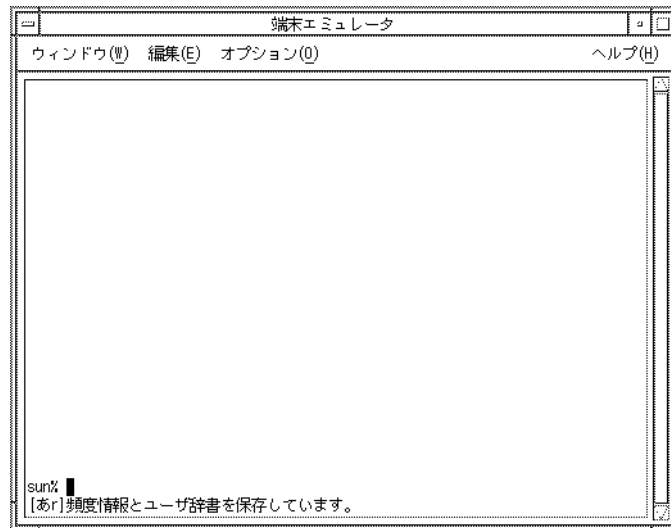 端末エミュレータ
ウィンドウ(W) 編集(E) オプション(O) ヘルプ(H)
sun%
[あr]頻度情報とユーザ辞書を保存しています。